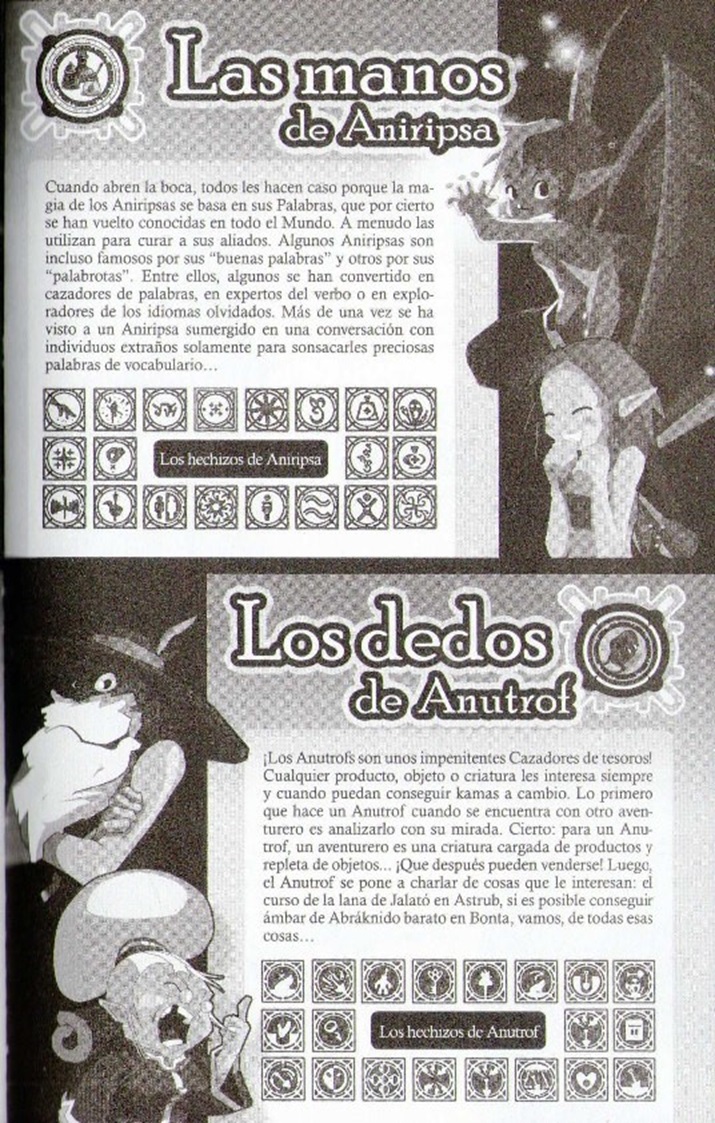 Las manos
de Aniripsa
Cuando abren la boca, todos les hacen caso porque la ma-
gia de los Aniripsas se basa en sus Palabras, que por cierto
se han vuelto conocidas en todo el Mundo. A menudo las
utilizan para curar a sus aliados. Algunos Aniripsas son
incluso famosos por sus “buenas palabras” y otros por sus
“palabrotas”. Entre ellos, algunos se han convertido en
cazadores de palabras, en expertos del verbo o en explo-
radores de los idiomas olvidados. Más de una vez se ha
visto a un Aniripsa sumergido en una conversación con
individuos extraños solamente para sonsacarles preciosas
palabras de vocabulario…
Los hechizos de Aniripsa
Los dedos
de Anutrof
¡Los Anutrofs son unos impenitentes Cazadores de tesoros!
Cualquier producto, objeto o criatura les interesa siempre
y cuando puedan conseguir kamas a cambio. Lo primero
que hace un Anutrof cuando se encuentra con otro aven-
turero es analizarlo con su mirada. Cierto: para un Anu-
trof, un aventurero es una criatura cargada de productos y
repleta de objetos... ¡Que después pueden venderse! Luego,
el Anutrof se pone a charlar de cosas que le interesan: el
curso de la lana de Jalató en Astrub, si es posible conseguir
ámbar de Abráknido barato en Bonta, vamos, de todas esas
cosas…
Los hechizos de Anutrof